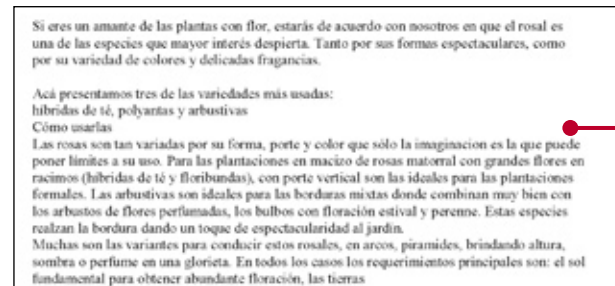 Si eres un amante de las plantas con flor, estarás de acuerdo con nosotros en que el rosal es
una de las especies que mayor interés despierta. Tanto por sus formas espectaculares, como
por su variedad de colores y delicadas fragancias.
Acá presentamos tres de las variedades más usadas:
híbridas de té, polyantas y arbustivas
Cómo usarlas
Las rosas son tan variadas por su forma, porte y color que sólo la imaginacion es la que puede
poner límites a su uso. Para las plantaciones en macizo de rosas matorral con grandes flores en
racimos (híbridas de té y floribundas), con porte vertical son las ideales para las plantaciones
formales. Las arbustivas son ideales para las borduras mixtas donde combinan muy bien con
los arbustos de flores perfumadas, los bulbos con floración estival y perenne. Estas especies
realzan la bordura dando un toque de espectacularidad al jardín.
Muchas son las variantes para conducir estos rosales, en arcos, piramides, brindando altura,
sombra o perfume en una glorieta. En todos los casos los requerimientos principales son: el sol
fundamental para obtener abundante floración, las tierras